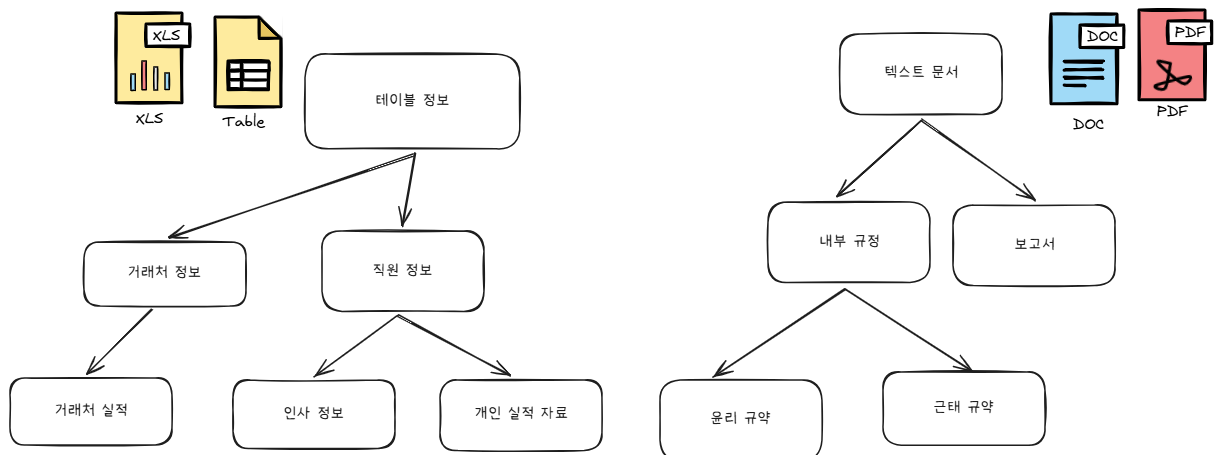 XLS
XLS
Table
테이블 정보
거래처 정보
직원 정보
거래처 실적
인사 정보
개인 실적 자료
텍스트 문서
DOC
DOC
PDF
PDF
내부 규정
보고서
윤리 규약
근태 규약